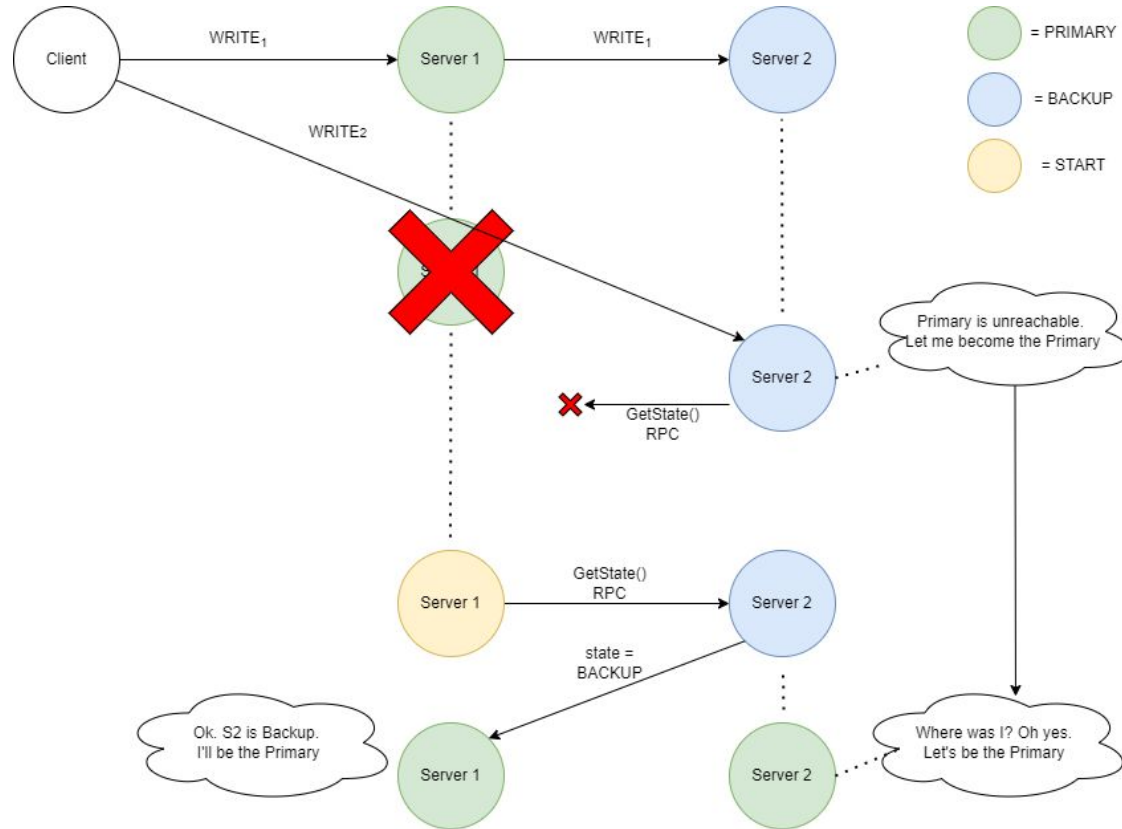 Client
WRITE₁
Server 1
WRITE₁
Server 2
= PRIMARY
= BACKUP
= START
WRITE₂
Primary is unreachable.
Let me become the Primary
Server 2
GetState()
RPC
Server 1
GetState()
RPC
Server 2
state =
BACKUP
Ok. S2 is Backup.
I'll be the Primary
Server 1
Server 2
Where was I? Oh yes.
Let's be the Primary